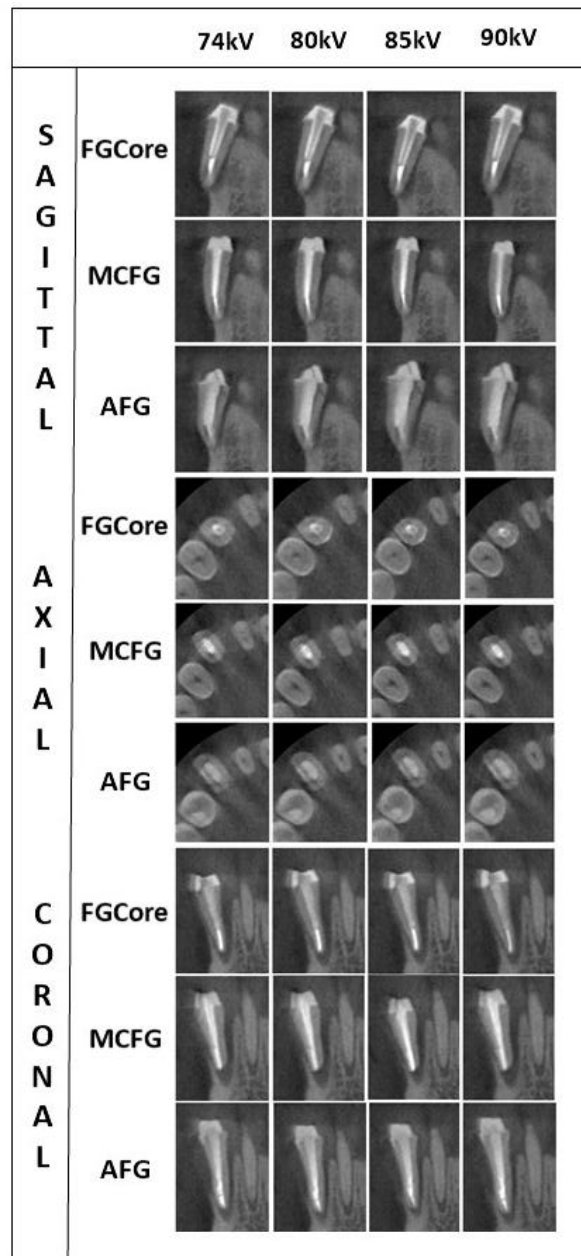 74kV 80kV 85kV 90kV
SAGITTAL
FGCore
MCFG
AFG
AXIAL
FGCore
MCFG
AFG
CORONAL
FGCore
MCFG
AFG